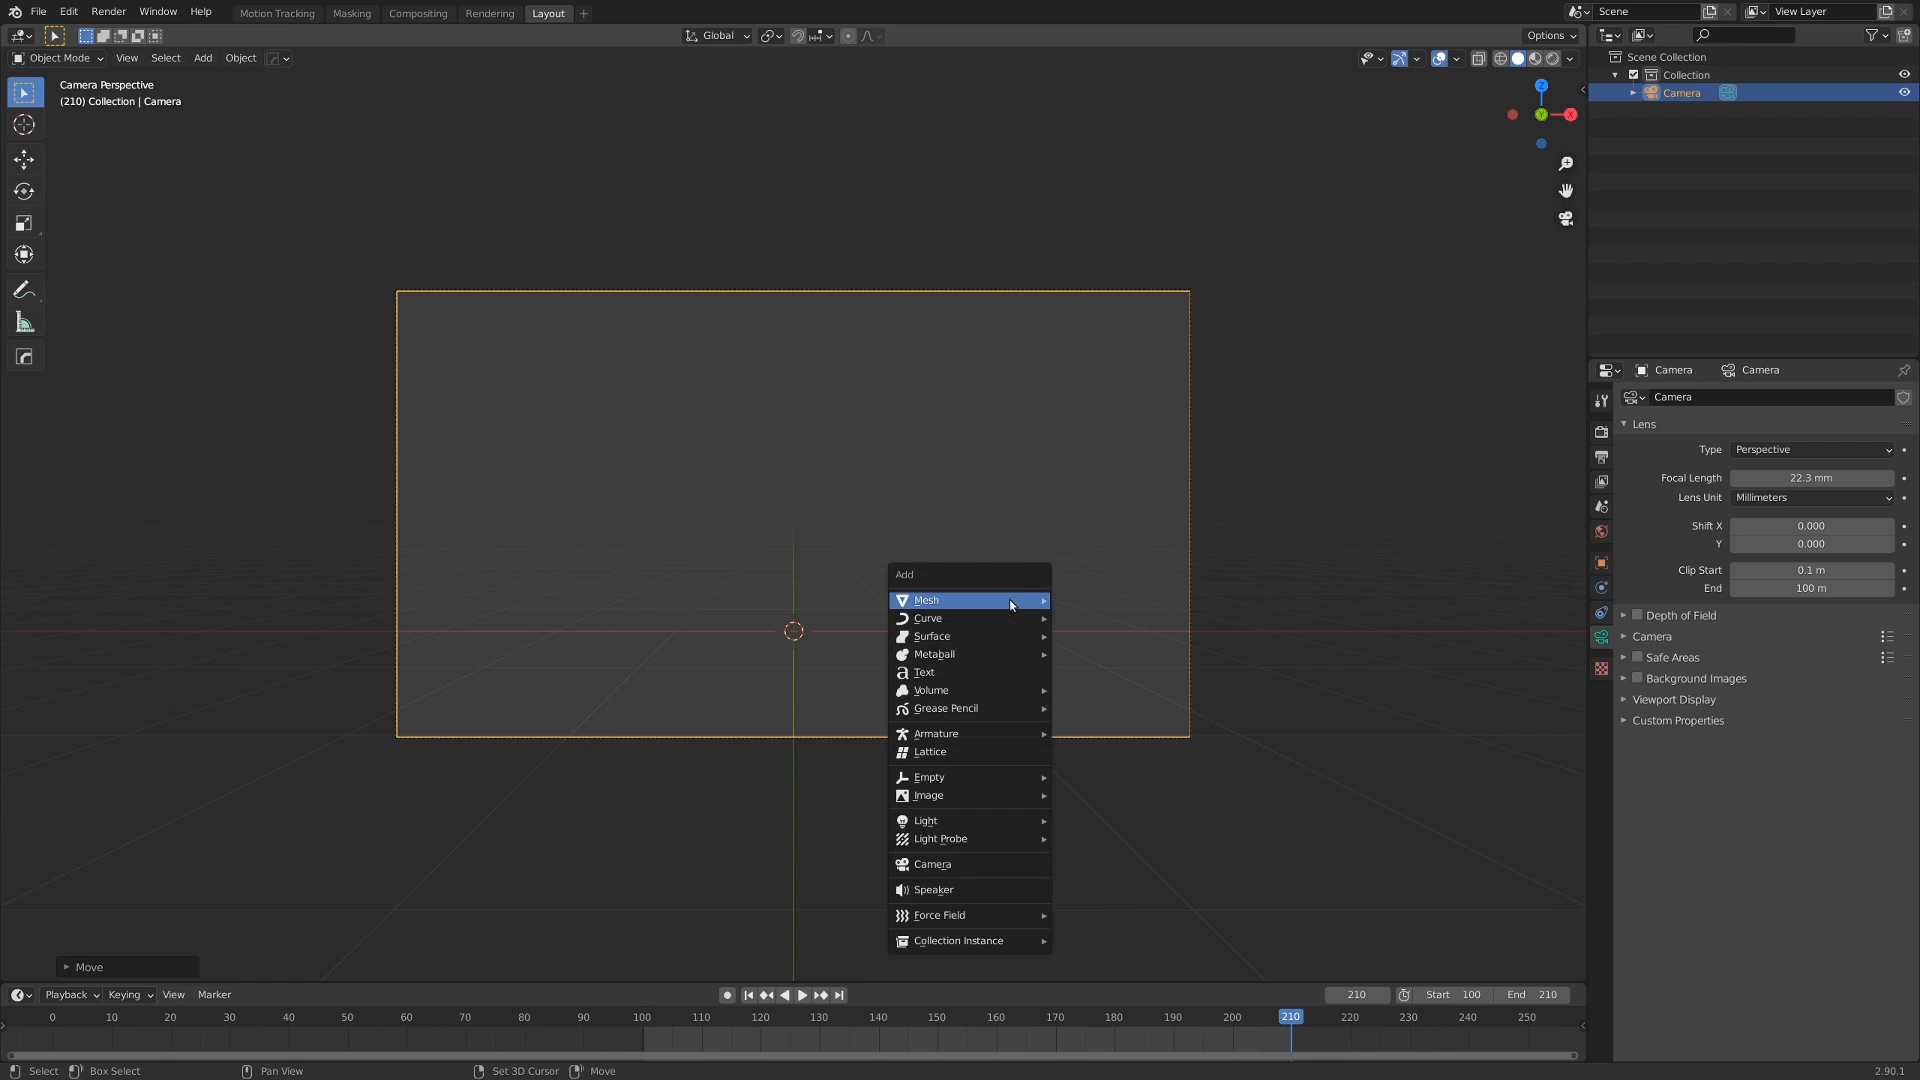 File Edit Render Window Help Motion Tracking Masking Compositing Rendering Layout + Scene View Layer
Global Options
Object Mode View Select Add Object
Camera Perspective
(210) Collection | Camera
Z
Y
X
Scene Collection
Collection
Camera
Add
Mesh
Curve
Surface
Metaball
Text
Volume
Grease Pencil
Armature
Lattice
Empty
Image
Light
Light Probe
Camera
Speaker
Force Field
Collection Instance
Camera Camera
Camera
Lens
Type Perspective
Focal Length 22.3 mm
Lens Unit Millimeters
Shift X 0.000
Y 0.000
Clip Start 0.1 m
End 100 m
Depth of Field
Camera
Safe Areas
Background Images
Viewport Display
Custom Properties
Move
Playback Keying View Marker 210 Start 100 End 210
0 10 20 30 40 50 60 70 80 90 100 110 120 130 140 150 160 170 180 190 200 210 220 230 240 250
Select Box Select Pan View Set 3D Cursor Move 2.90.1